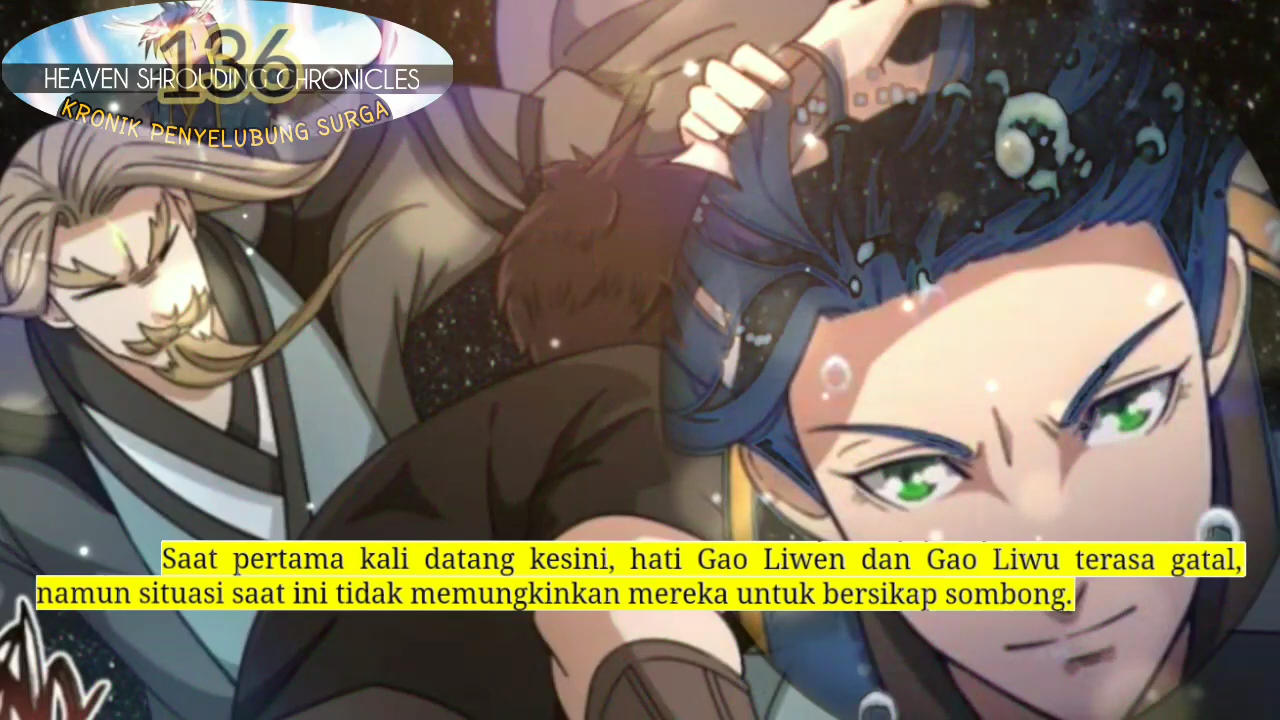 136
HEAVEN SHROUDING CHRONICLES
KRONIK PENYELUBUNG SURGA
Saat pertama kali datang kesini, hati Gao Liwen dan Gao Liwu terasa gatal,
namun situasi saat ini tidak memungkinkan mereka untuk bersikap sombong.